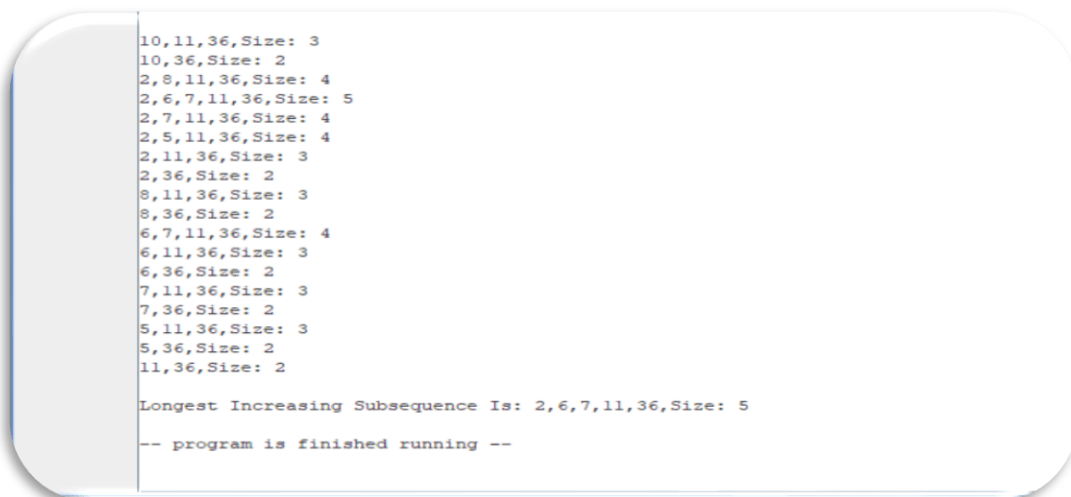 10,11,36,Size: 3
10,36,Size: 2
2,8,11,36,Size: 4
2,6,7,11,36,Size: 5
2,7,11,36,Size: 4
2,5,11,36,Size: 4
2,11,36,Size: 3
2,36,Size: 2
8,11,36,Size: 3
8,36,Size: 2
6,7,11,36,Size: 4
6,11,36,Size: 3
6,36,Size: 2
7,11,36,Size: 3
7,36,Size: 2
5,11,36,Size: 3
5,36,Size: 2
11,36,Size: 2
Longest Increasing Subsequence Is: 2,6,7,11,36,Size: 5
-- program is finished running --